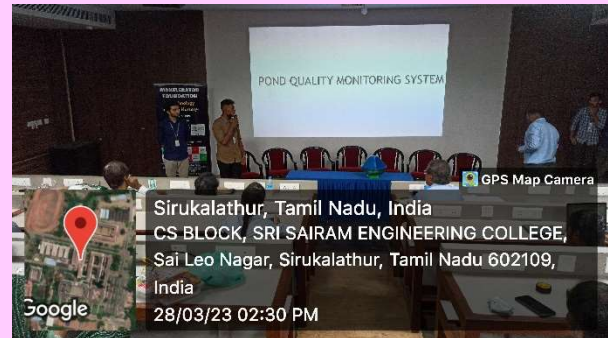 POND QUALITY MONITORING SYSTEM
FOUNDATION
GPS Map Camera
Sirukalathur, Tamil Nadu, India
CS BLOCK, SRI SAIRAM ENGINEERING COLLEGE,
Sai Leo Nagar, Sirukalathur, Tamil Nadu 602109,
India
28/03/23 02:30 PM
Google